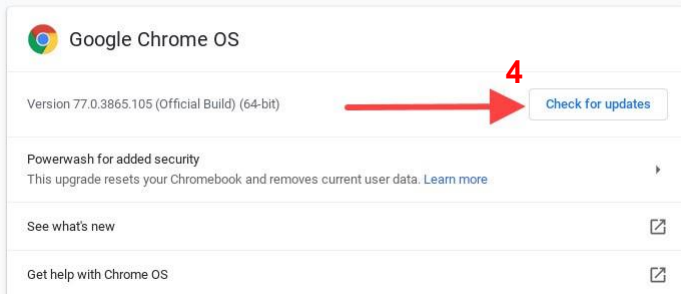 Google Chrome OS
4
Version 77.0.3865.105 (Official Build) (64-bit)
Check for updates
Powerwash for added security
This upgrade resets your Chromebook and removes current user data. Learn more
See what's new
Get help with Chrome OS